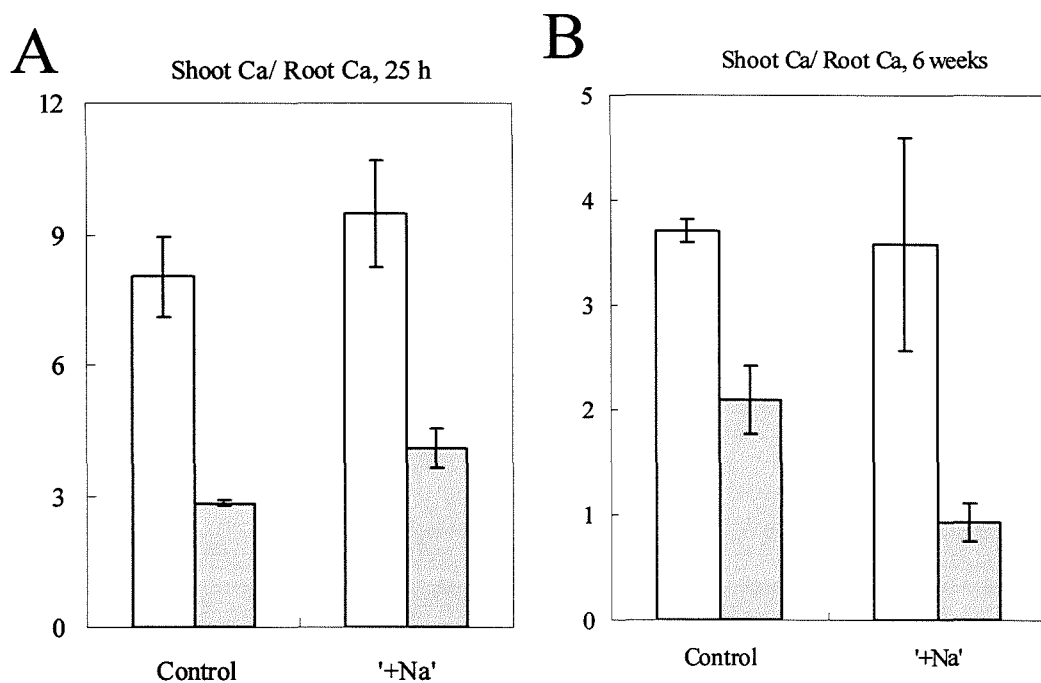 A
Shoot Ca/ Root Ca, 25 h
12
9
6
3
0
Control
'+Na'
B
Shoot Ca/ Root Ca, 6 weeks
5
4
3
2
1
0
Control
'+Na'